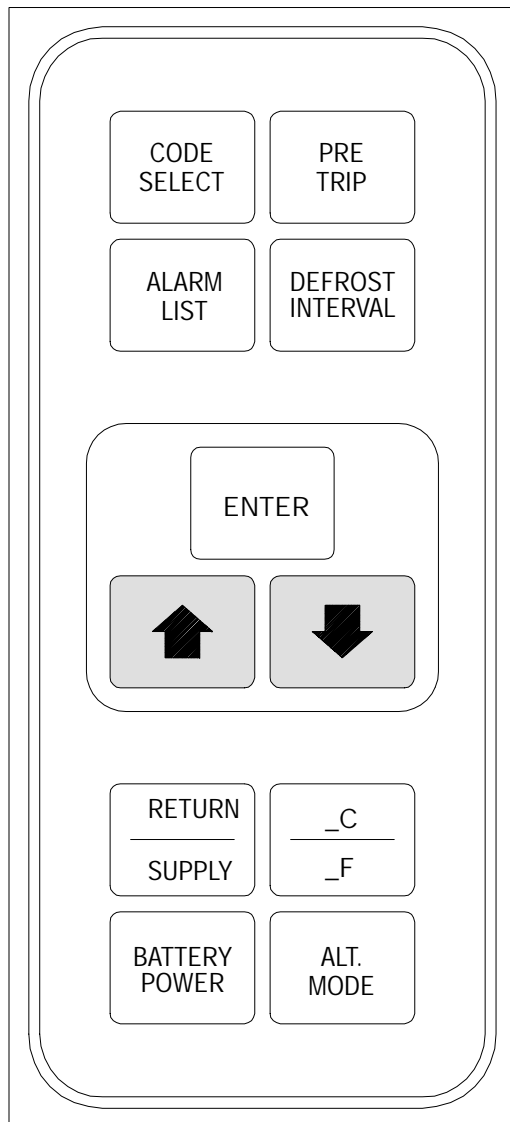 CODE
SELECT
PRE
TRIP
ALARM
LIST
DEFROST
INTERVAL
ENTER
RETURN
SUPPLY
_C
_F
BATTERY
POWER
ALT.
MODE